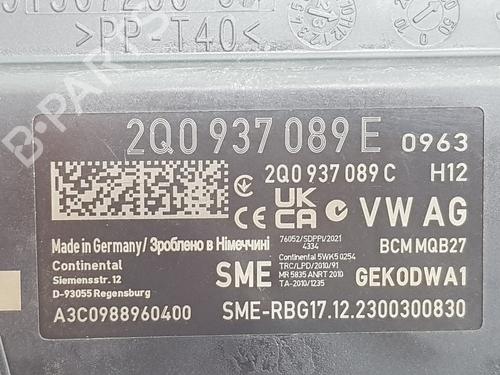 >PP-T40<
2Q0 937 089 E 0963
2Q0 937 089 C H12
UK
CE CA VW AG
Made in Germany/ Зроблено в Німеччині
76052/SDPPI/2021
4334
BCM MQB27
Continental
Siemensstr. 12
D-93055 Regensburg
SME
Continental 5WK5 0254
TRC/LPD/2010/91
MR 5835 ANRT 2010
TA-2010/1235
GEKODWA1
A3C0988960400
SME-RBG17.12.2300300830